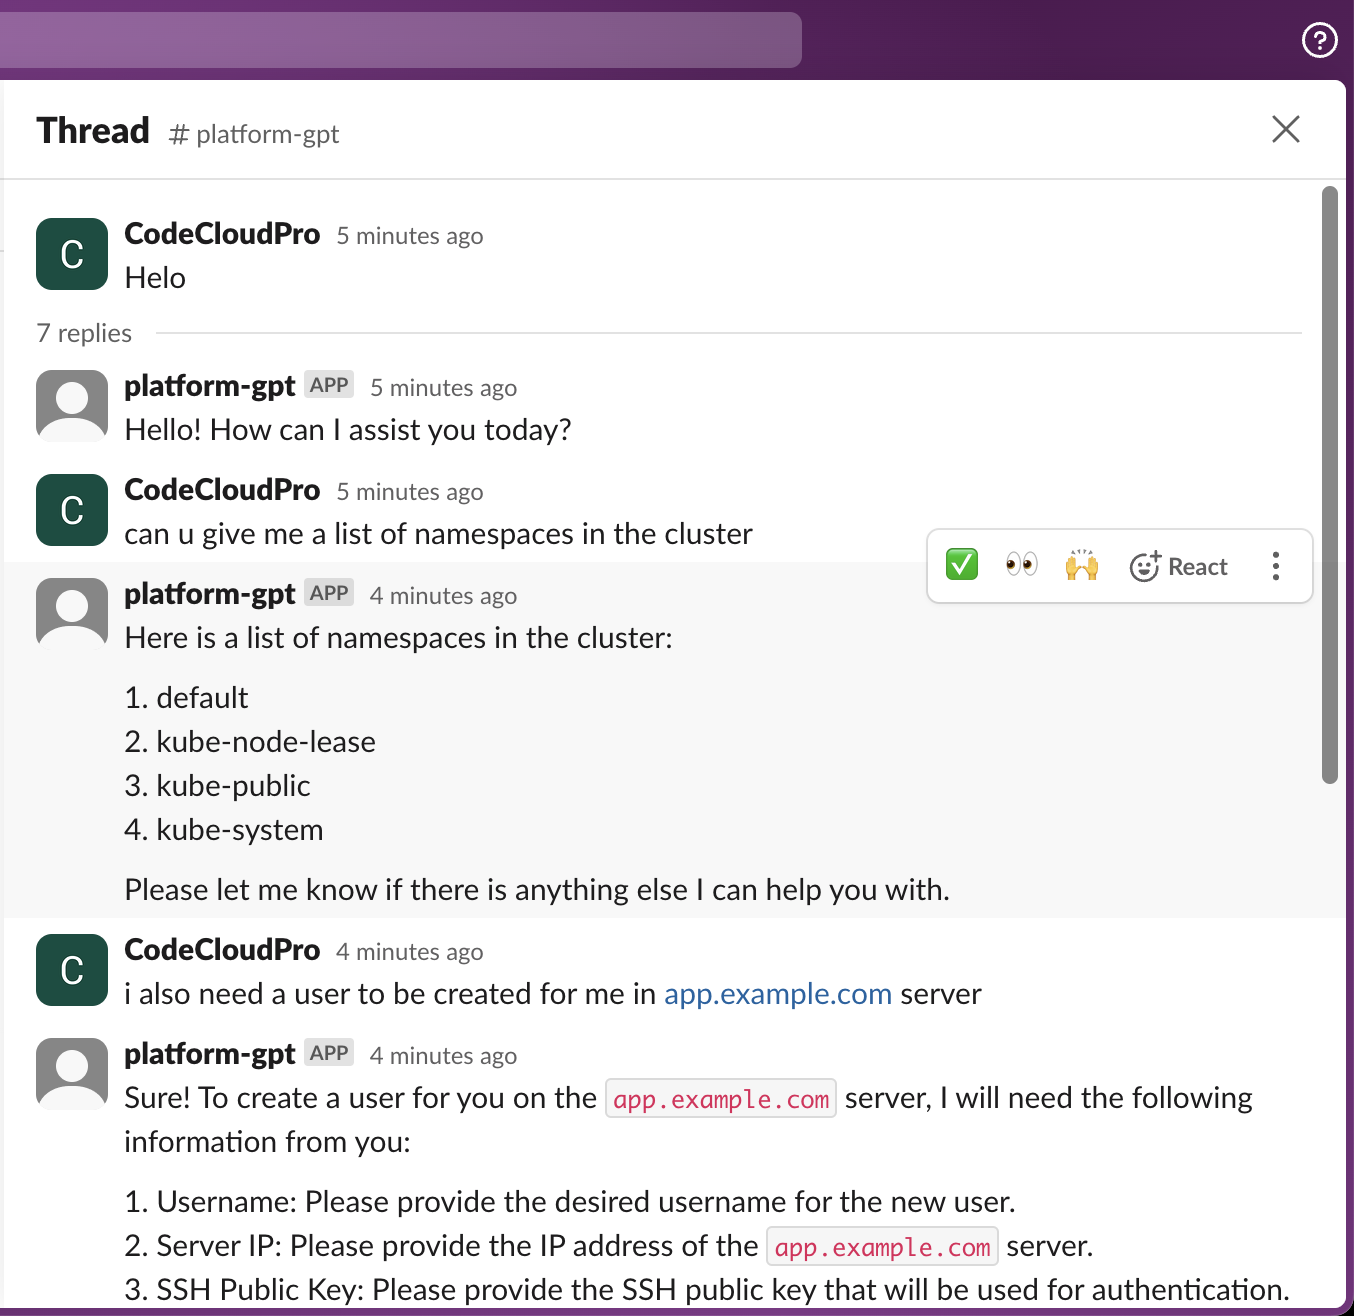 Thread # platform-gpt
C
CodeCloudPro 5 minutes ago
Helo
7 replies
platform-gpt APP 5 minutes ago
Hello! How can I assist you today?
C
CodeCloudPro 5 minutes ago
can u give me a list of namespaces in the cluster
React
platform-gpt APP 4 minutes ago
Here is a list of namespaces in the cluster:
1. default
2. kube-node-lease
3. kube-public
4. kube-system
Please let me know if there is anything else I can help you with.
C
CodeCloudPro 4 minutes ago
i also need a user to be created for me in app.example.com server
platform-gpt APP 4 minutes ago
Sure! To create a user for you on the app.example.com server, I will need the following
information from you:
1. Username: Please provide the desired username for the new user.
2. Server IP: Please provide the IP address of the app.example.com server.
3. SSH Public Key: Please provide the SSH public key that will be used for authentication.